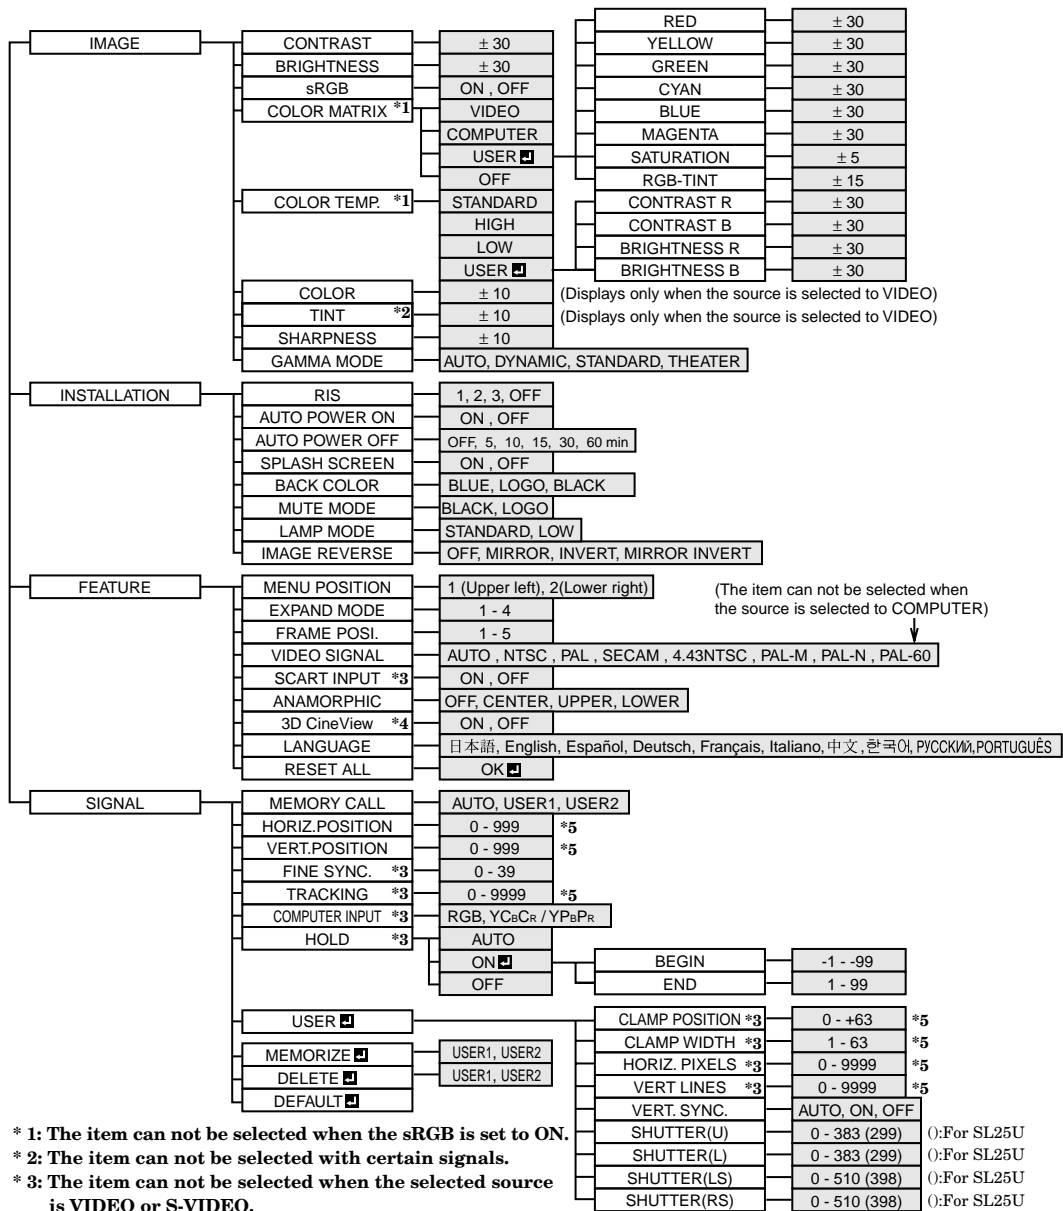 IMAGE
CONTRAST ± 30
BRIGHTNESS ± 30
sRGB ON , OFF
COLOR MATRIX *1 VIDEO
COMPUTER
USER
OFF
RED ± 30
YELLOW ± 30
GREEN ± 30
CYAN ± 30
BLUE ± 30
MAGENTA ± 30
SATURATION ± 5
RGB-TINT ± 15
COLOR TEMP. *1 STANDARD
HIGH
LOW
USER
CONTRAST R ± 30
CONTRAST B ± 30
BRIGHTNESS R ± 30
BRIGHTNESS B ± 30
COLOR ± 10 (Displays only when the source is selected to VIDEO)
TINT *2 ± 10 (Displays only when the source is selected to VIDEO)
SHARPNESS ± 10
GAMMA MODE AUTO, DYNAMIC, STANDARD, THEATER
INSTALLATION
RIS 1, 2, 3, OFF
AUTO POWER ON ON , OFF
AUTO POWER OFF OFF, 5, 10, 15, 30, 60 min
SPLASH SCREEN ON , OFF
BACK COLOR BLUE, LOGO, BLACK
MUTE MODE BLACK, LOGO
LAMP MODE STANDARD, LOW
IMAGE REVERSE OFF, MIRROR, INVERT, MIRROR INVERT
FEATURE
MENU POSITION 1 (Upper left), 2(Lower right)
(The item can not be selected when
the source is selected to COMPUTER)
EXPAND MODE 1 - 4
FRAME POSI. 1 - 5
VIDEO SIGNAL AUTO , NTSC , PAL , SECAM , 4.43NTSC , PAL-M , PAL-N , PAL-60
SCART INPUT *3 ON , OFF
ANAMORPHIC OFF, CENTER, UPPER, LOWER
3D CineView *4 ON , OFF
LANGUAGE 日本語, English, Español, Deutsch, Français, Italiano, 中文, 한국어, РУССКИЙ, PORTUGUÊS
RESET ALL OK
SIGNAL
MEMORY CALL AUTO, USER1, USER2
HORIZ.POSITION 0 - 999 *5
VERT.POSITION 0 - 999 *5
FINE SYNC. *3 0 - 39
TRACKING *3 0 - 9999 *5
COMPUTER INPUT *3 RGB, YCBCR / YPBPR
HOLD *3 AUTO
ON
OFF
BEGIN -1 - -99
END 1 - 99
USER
CLAMP POSITION *3 0 - +63 *5
CLAMP WIDTH *3 1 - 63 *5
HORIZ. PIXELS *3 0 - 9999 *5
VERT LINES *3 0 - 9999 *5
VERT. SYNC. AUTO, ON, OFF
SHUTTER(U) 0 - 383 (299) ():For SL25U
SHUTTER(L) 0 - 383 (299) ():For SL25U
SHUTTER(LS) 0 - 510 (398) ():For SL25U
SHUTTER(RS) 0 - 510 (398) ():For SL25U
MEMORIZE USER1, USER2
DELETE USER1, USER2
DEFAULT
* 1: The item can not be selected when the sRGB is set to ON.
* 2: The item can not be selected with certain signals.
* 3: The item can not be selected when the selected source
is VIDEO or S-VIDEO.